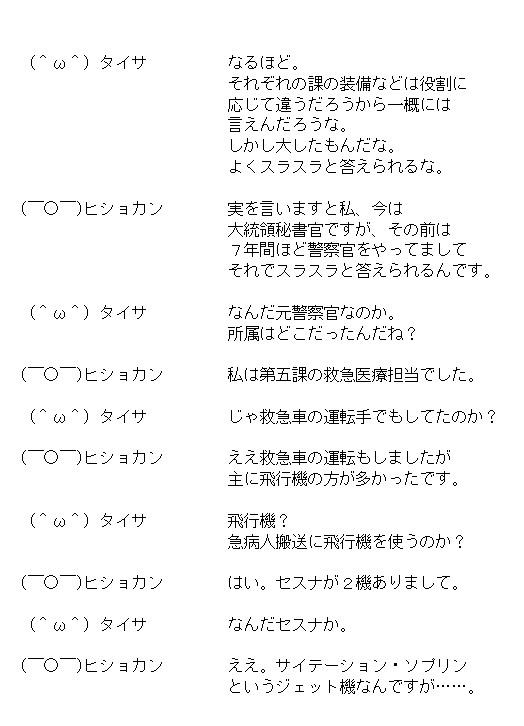 (＾ω＾) タイサ　なるほど。
それぞれの課の装備などは役割に
応じて違うだろうから一概には
言えんだろうな。
しかし大したもんだな。
よくスラスラと答えられるな。
(￣○￣)ヒショカン　実を言いますと私、今は
大統領秘書官ですが、その前は
７年間ほど警察官をやってまして
それでスラスラと答えられるんです。
(＾ω＾) タイサ　なんだ元警察官なのか。
所属はどこだったんだね？
(￣○￣)ヒショカン　私は第五課の救急医療担当でした。
(＾ω＾) タイサ　じゃ救急車の運転手でもしてたのか？
(￣○￣)ヒショカン　ええ救急車の運転もしましたが
主に飛行機の方が多かったです。
(＾ω＾) タイサ　飛行機？
急病人搬送に飛行機を使うのか？
(￣○￣)ヒショカン　はい。セスナが２機ありまして。
(＾ω＾) タイサ　なんだセスナか。
(￣○￣)ヒショカン　ええ。サイテーション・ソブリン
というジェット機なんですが……。